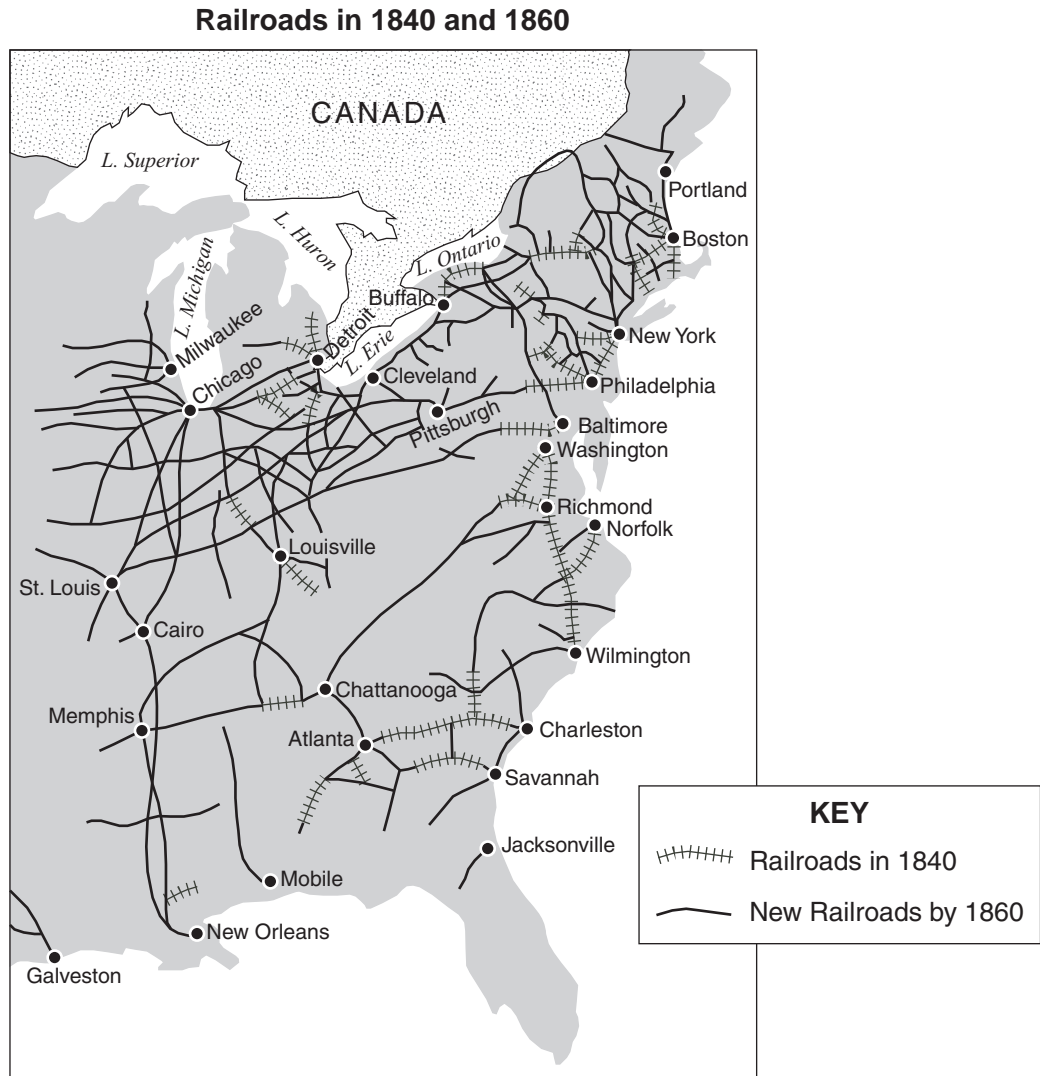 Railroads in 1840 and 1860
CANADA
L. Superior
L. Huron
L. Michigan
L. Ontario
L. Erie
Portland
Boston
Buffalo
Milwaukee
Detroit
New York
Chicago
Cleveland
Philadelphia
Pittsburgh
Baltimore
Washington
Richmond
Norfolk
Louisville
St. Louis
Cairo
Wilmington
Chattanooga
Memphis
Atlanta
Charleston
Savannah
Jacksonville
Mobile
New Orleans
Galveston
KEY
Railroads in 1840
New Railroads by 1860